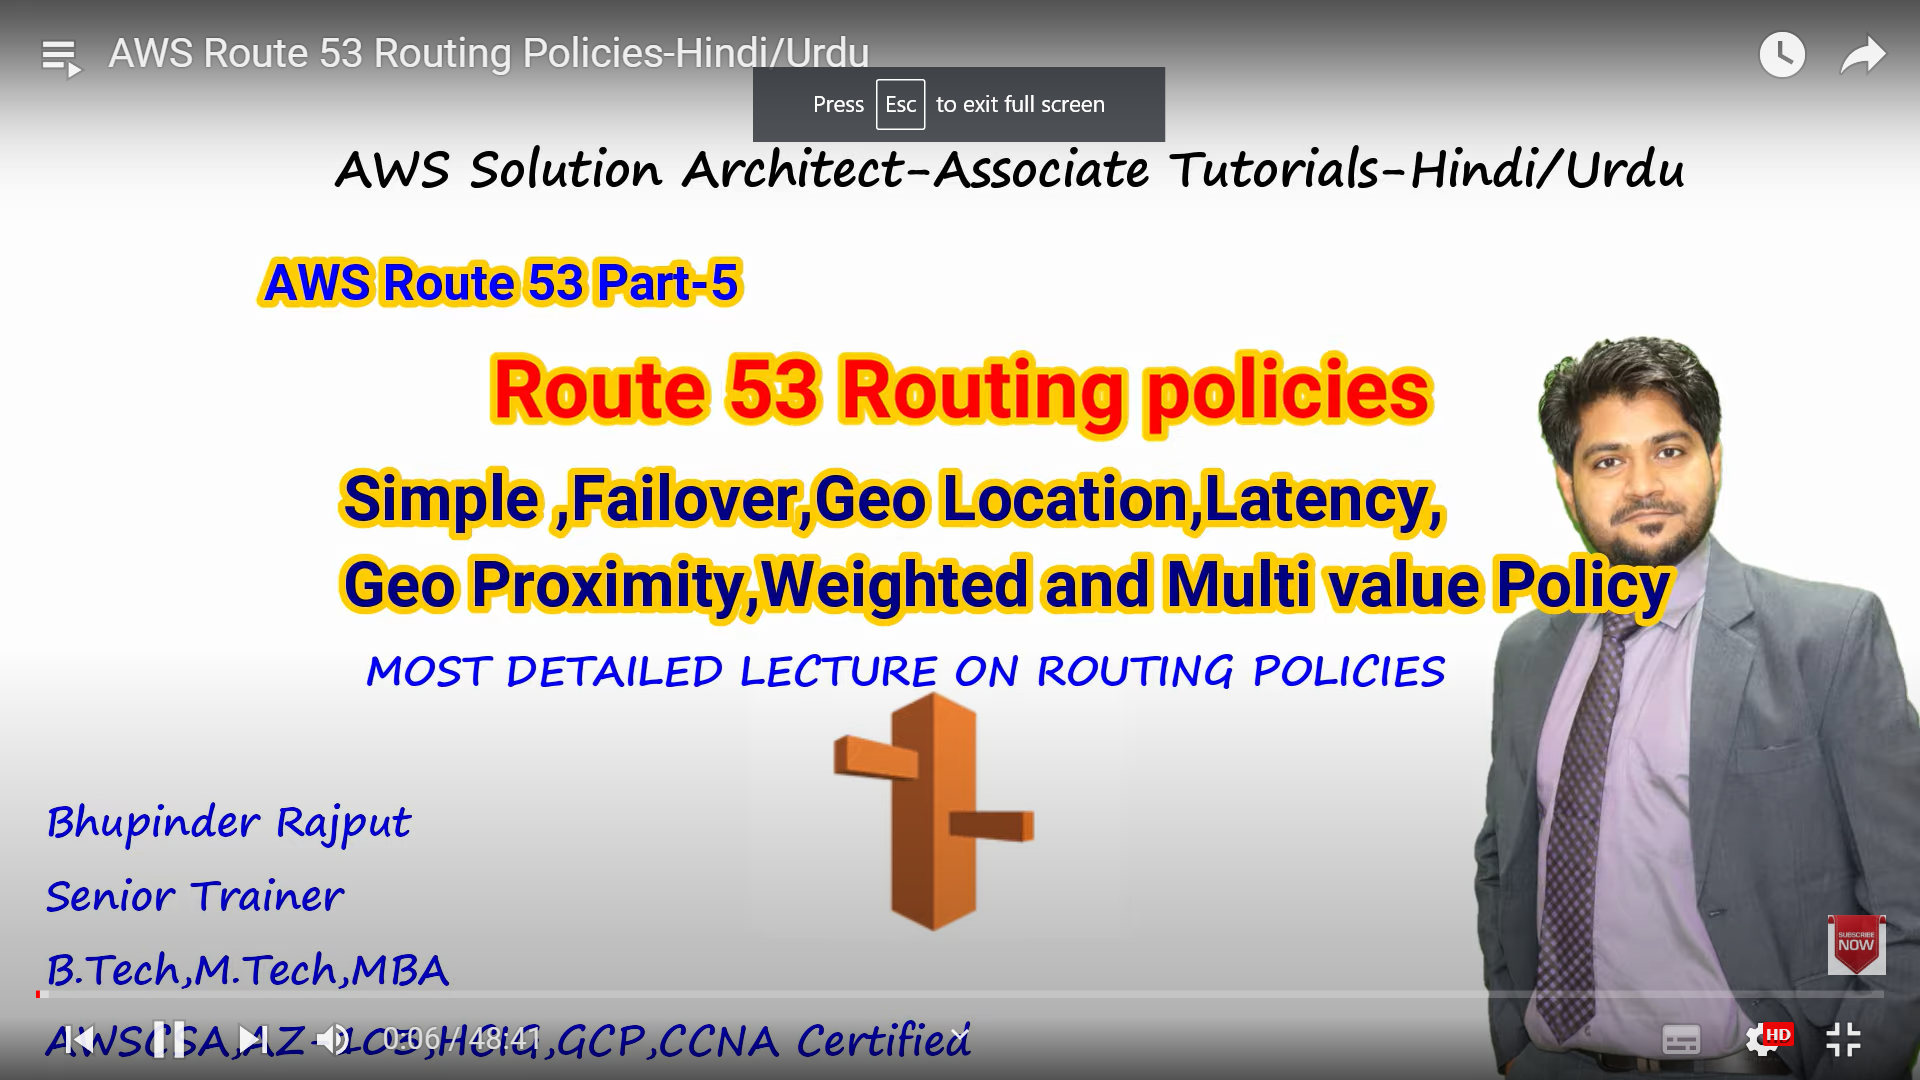 AWS Route 53 Routing Policies-Hindi/Urdu
Press Esc to exit full screen
AWS Solution Architect-Associate Tutorials-Hindi/Urdu
AWS Route 53 Part-5
Route 53 Routing policies
Simple ,Failover,Geo Location,Latency,
Geo Proximity,Weighted and Multi value Policy
MOST DETAILED LECTURE ON ROUTING POLICIES
Bhupinder Rajput
Senior Trainer
B.Tech,M.Tech,MBA
SUBSCRIBE
NOW
AWSCSA,AZ-103,HCIG,GCP,CCNA Certified
0:06 / 48:41
HD